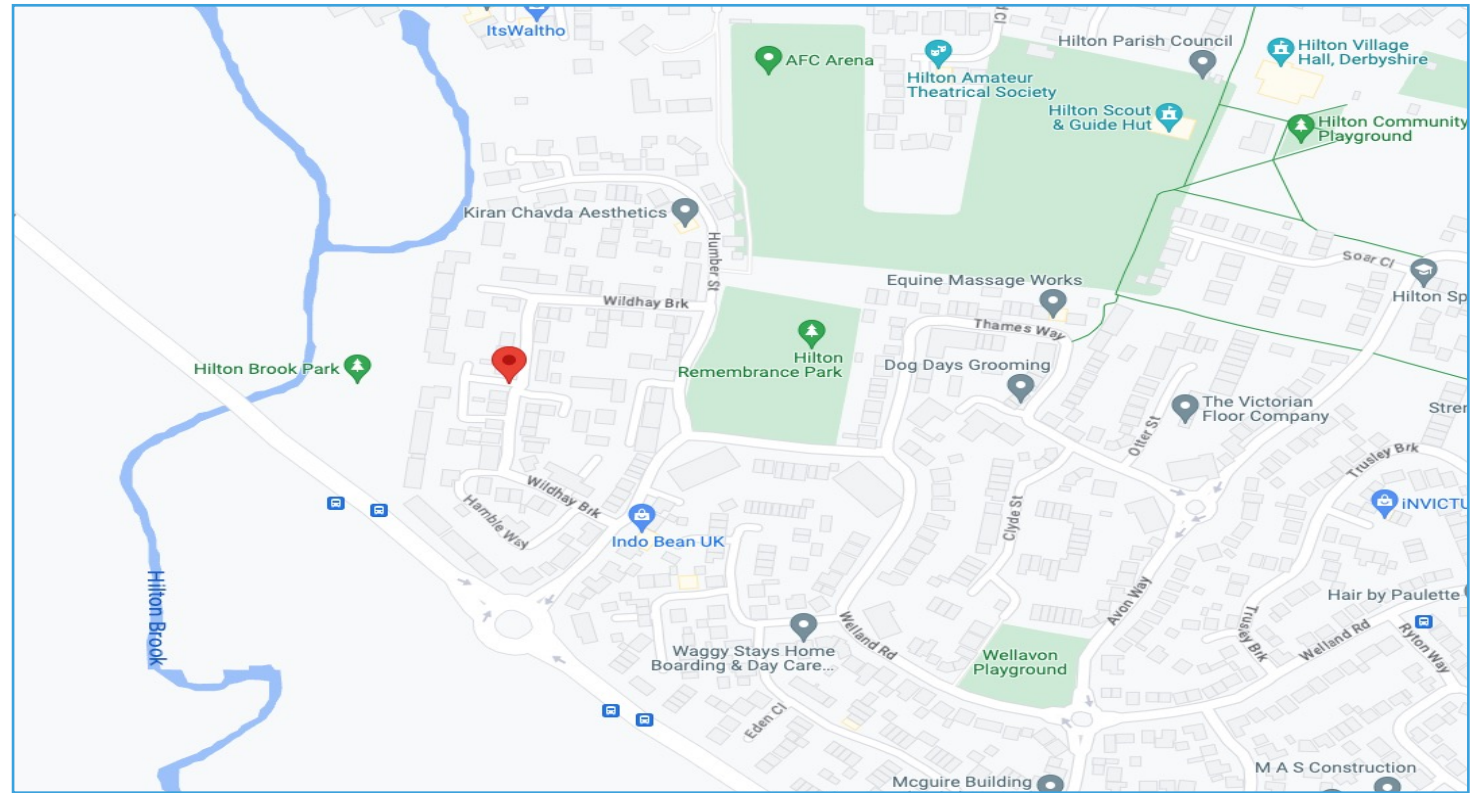 ItsWaltho
AFC Arena
Hilton Amateur
Theatrical Society
Hilton Parish Council
Hilton Village
Hall, Derbyshire
Hilton Scout
& Guide Hut
Hilton Community
Playground
Kiran Chavda Aesthetics
Humber St
Soar Cl
Hilton Sp
Equine Massage Works
Wildhay Brk
Thames Way
Hilton
Remembrance Park
Hilton Brook Park
Dog Days Grooming
The Victorian
Floor Company
Strer
Otter St
Trusley Brk
Wildhay Brk
Hamble Way
Clyde St
iNVICTU
Indo Bean UK
Hilton Brook
Avon Way
Hair by Paulette
Welland Rd
Trusley Brk
Welland Rd
Ryton Way
Waggy Stays Home
Boarding & Day Care...
Wellavon
Playground
Eden Cl
Mcguire Building
M A S Construction